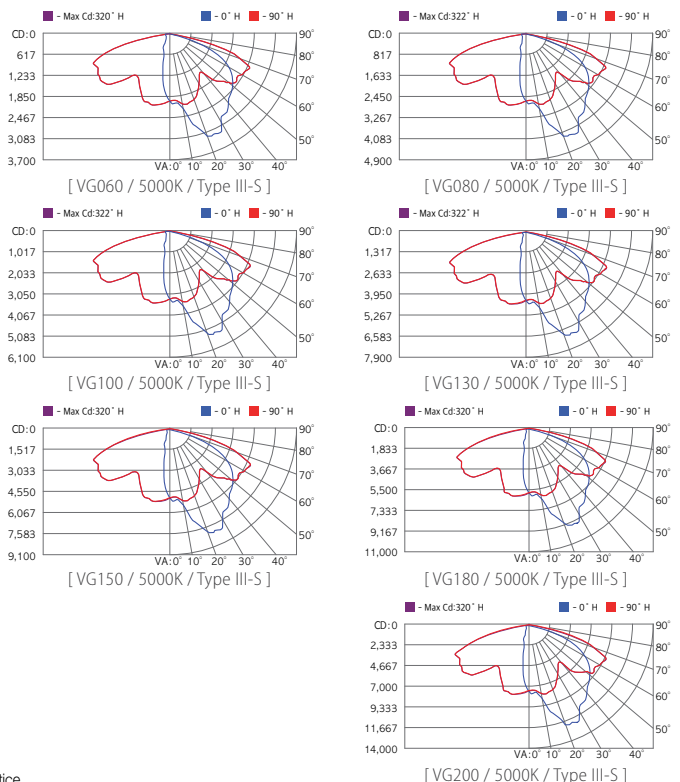 - Max Cd:320° H - 0° H - 90° H
CD:0
617
1,233
1,850
2,467
3,083
3,700
90°
80°
70°
60°
50°
VA:0° 10° 20° 30° 40°
[ VG060 / 5000K / Type III-S ]
- Max Cd:322° H - 0° H - 90° H
CD:0
817
1,633
2,450
3,267
4,083
4,900
90°
80°
70°
60°
50°
VA:0° 10° 20° 30° 40°
[ VG080 / 5000K / Type III-S ]
- Max Cd:322° H - 0° H - 90° H
CD:0
1,017
2,033
3,050
4,067
5,083
6,100
90°
80°
70°
60°
50°
VA:0° 10° 20° 30° 40°
[ VG100 / 5000K / Type III-S ]
- Max Cd:322° H - 0° H - 90° H
CD:0
1,317
2,633
3,950
5,267
6,583
7,900
90°
80°
70°
60°
50°
VA:0° 10° 20° 30° 40°
[ VG130 / 5000K / Type III-S ]
- Max Cd:320° H - 0° H - 90° H
CD:0
1,517
3,033
4,550
6,067
7,583
9,100
90°
80°
70°
60°
50°
VA:0° 10° 20° 30° 40°
[ VG150 / 5000K / Type III-S ]
- Max Cd:320° H - 0° H - 90° H
CD:0
1,833
3,667
5,500
7,333
9,167
11,000
90°
80°
70°
60°
50°
VA:0° 10° 20° 30° 40°
[ VG180 / 5000K / Type III-S ]
- Max Cd:320° H - 0° H - 90° H
CD:0
2,333
4,667
7,000
9,333
11,667
14,000
90°
80°
70°
60°
50°
VA:0° 10° 20° 30° 40°
[ VG200 / 5000K / Type III-S ]